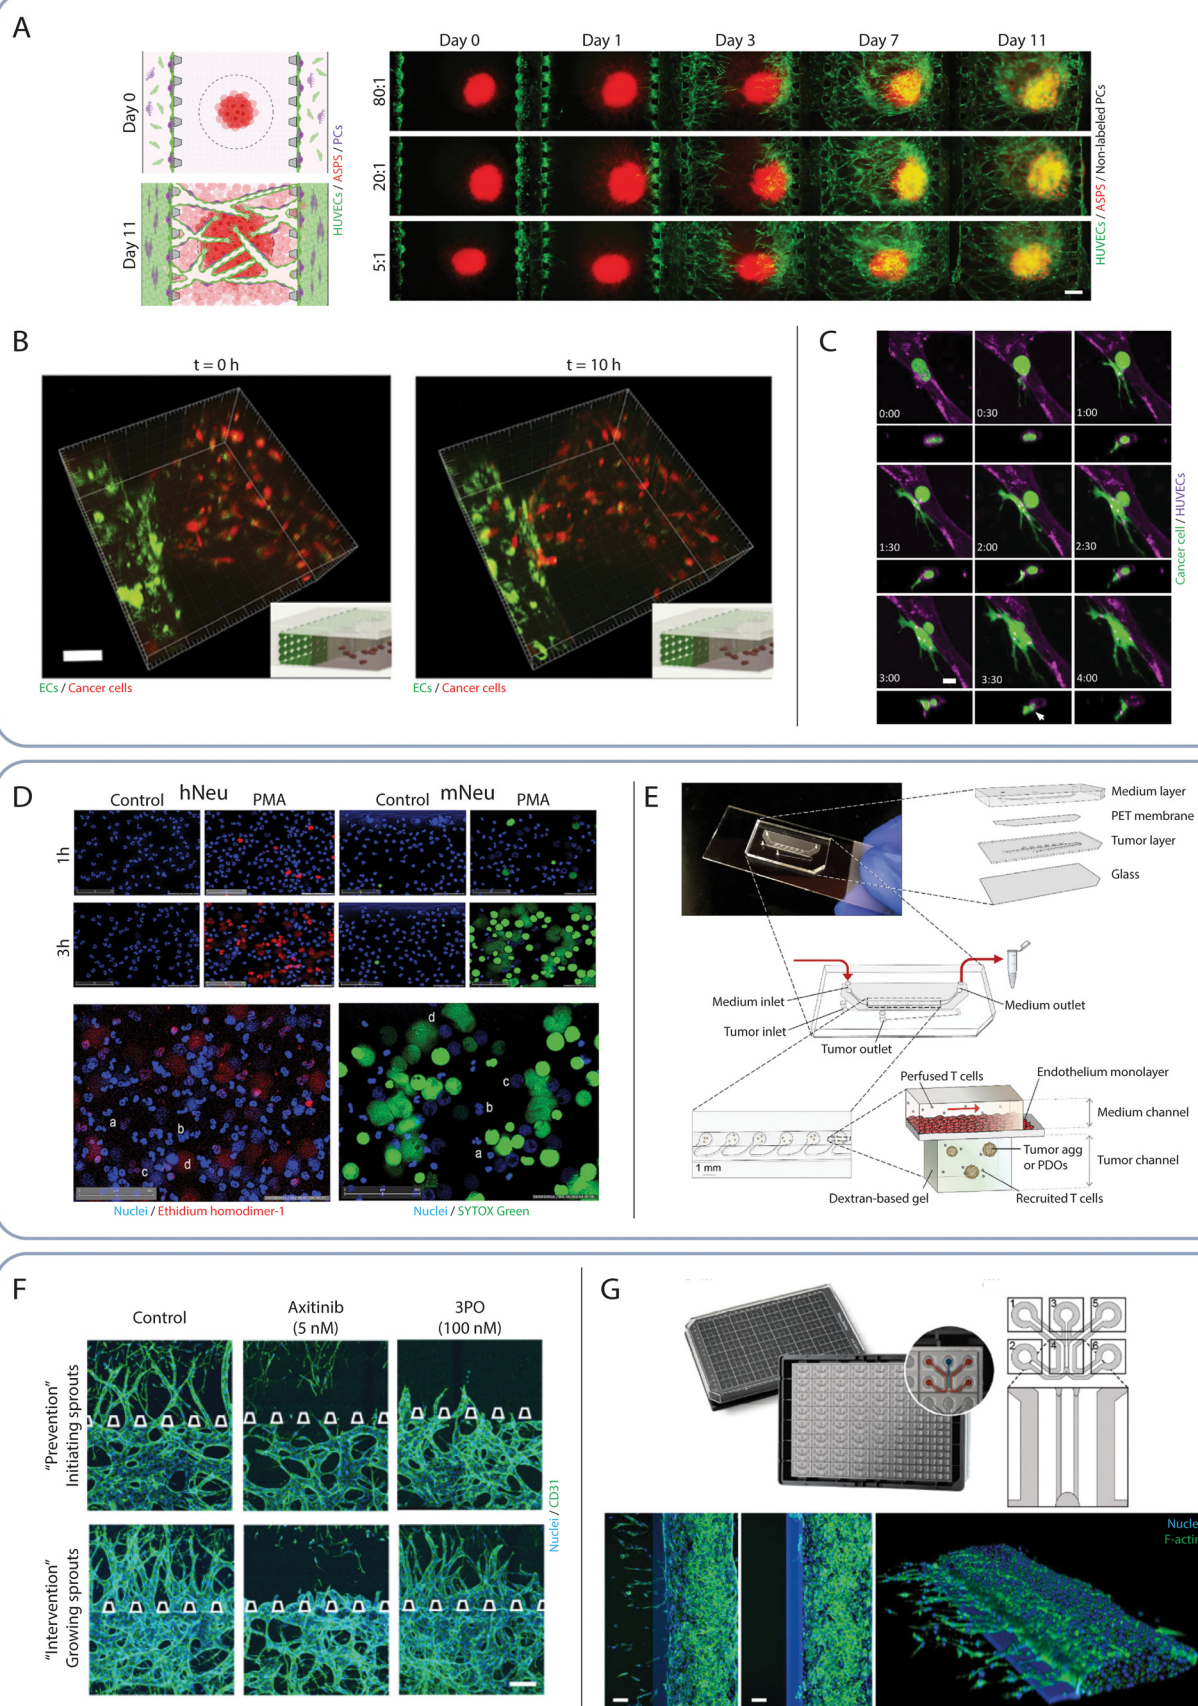 A
Day 0
Day 11
HUVECs / ASPS / PCs
Day 0
Day 1
Day 3
Day 7
Day 11
80:1
20:1
5:1
HUVECs / ASPS / Non-labeled PCs
B
t = 0 h
t = 10 h
ECs / Cancer cells
ECs / Cancer cells
C
0:00
0:30
1:00
1:30
2:00
2:30
3:00
3:30
4:00
Cancer cell / HUVECs
D
hNeu
mNeu
Control
PMA
Control
PMA
1h
3h
a
b
c
d
d
c
b
a
Nuclei / Ethidium homodimer-1
Nuclei / SYTOX Green
E
Medium layer
PET membrane
Tumor layer
Glass
Medium inlet
Tumor inlet
Tumor outlet
Medium outlet
Perfused T cells
Endothelium monolayer
Medium channel
Tumor agg
or PDOs
Tumor channel
1 mm
Dextran-based gel
Recruited T cells
F
Control
Axitinib
(5 nM)
3PO
(100 nM)
"Prevention"
Initiating sprouts
"Intervention"
Growing sprouts
Nuclei / CD31
G
1
3
5
2
4
6
Nucle
F-actin